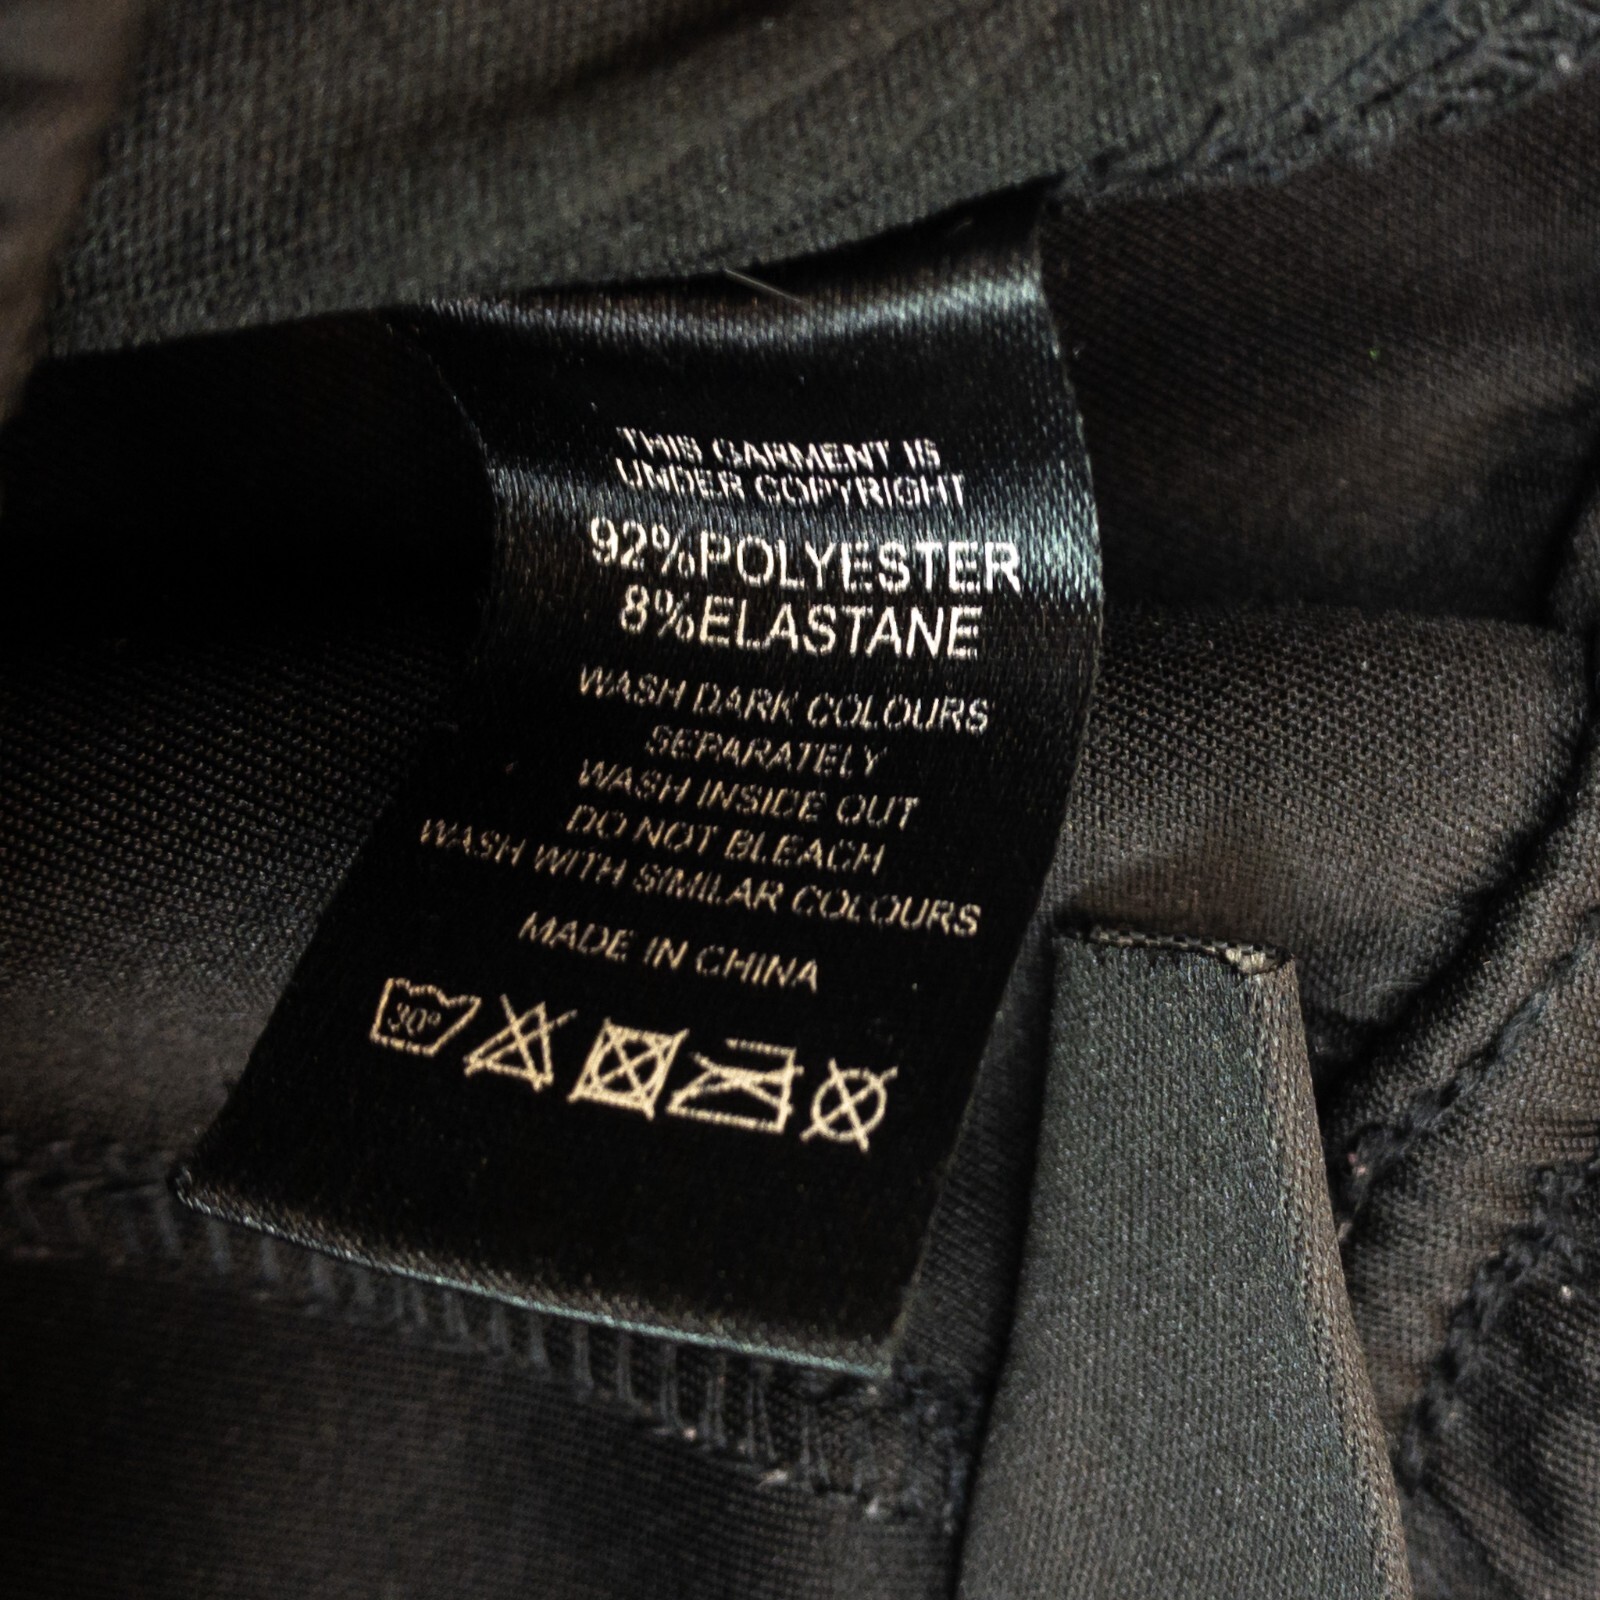 THIS GARMENT IS
UNDER COPYRIGHT
92%POLYESTER
8%ELASTANE
WASH DARK COLOURS
SEPARATELY
WASH INSIDE OUT
DO NOT BLEACH
WASH WITH SIMILAR COLOURS
MADE IN CHINA
30°